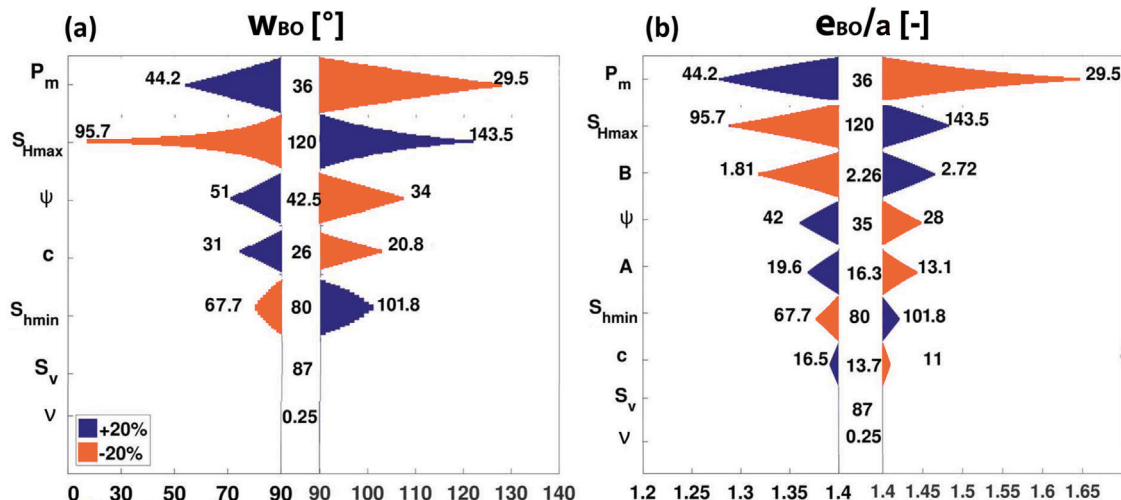 (a) wBO [°]
Pm 44.2 36 29.5
SHmax 95.7 120 143.5
ψ 51 42.5 34
c 31 26 20.8
Shmin 67.7 80 101.8
Sv 87
ν 0.25
+20%
-20%
0 30 70 80 90 90 100 110 120 130 140
(b) eBO/a [-]
Pm 44.2 36 29.5
SHmax 95.7 120 143.5
B 1.81 2.26 2.72
ψ 42 35 28
A 19.6 16.3 13.1
Shmin 67.7 80 101.8
c 16.5 13.7 11
Sv 87
ν 0.25
1.2 1.25 1.3 1.35 1.4 1.4 1.45 1.5 1.55 1.6 1.65